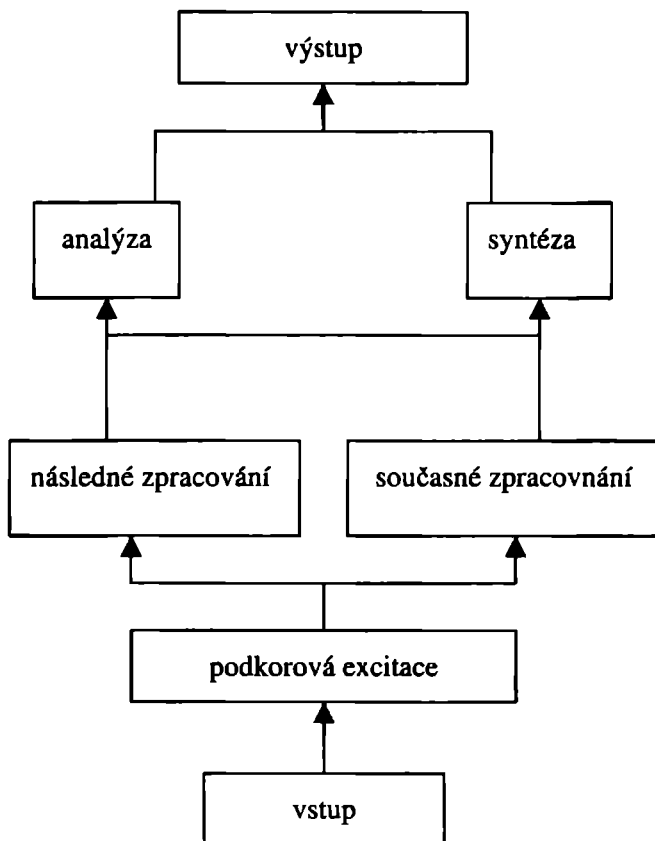 výstup
analýza
syntéza
následné zpracování
současné zpracovnání
podkorová excitace
vstup